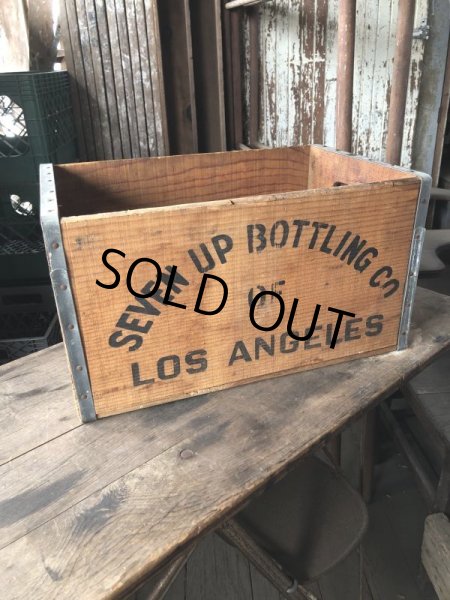 SEVEN UP BOTTLING CO
OF
LOS ANGELES
SOLD OUT